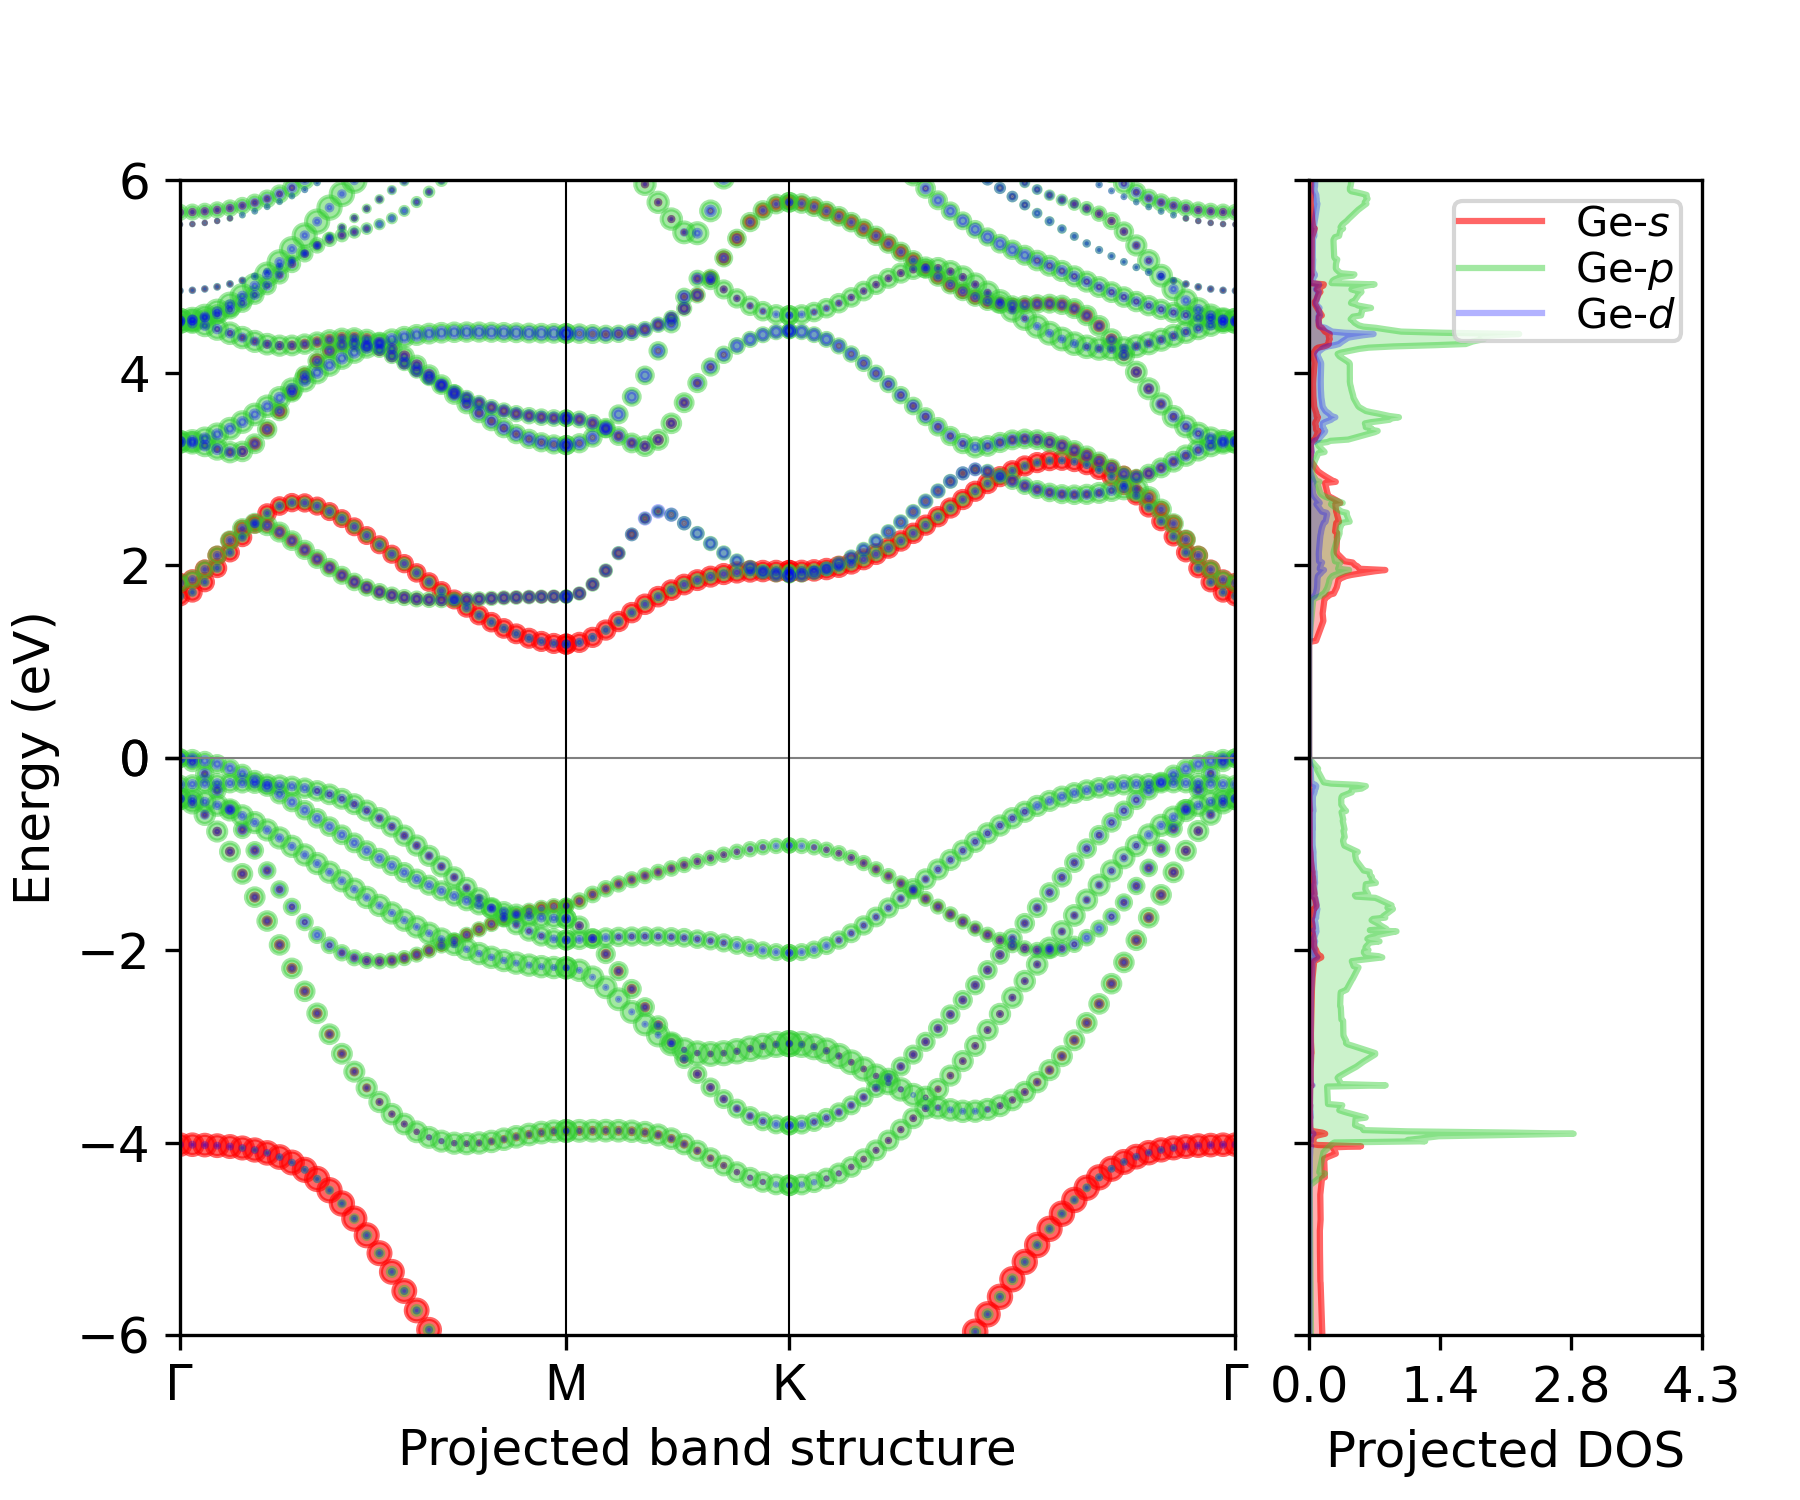 Energy (eV)
6
4
2
0
−2
−4
−6
Γ
M
K
Γ
Projected band structure
Ge-s
Ge-p
Ge-d
0.0
1.4
2.8
4.3
Projected DOS